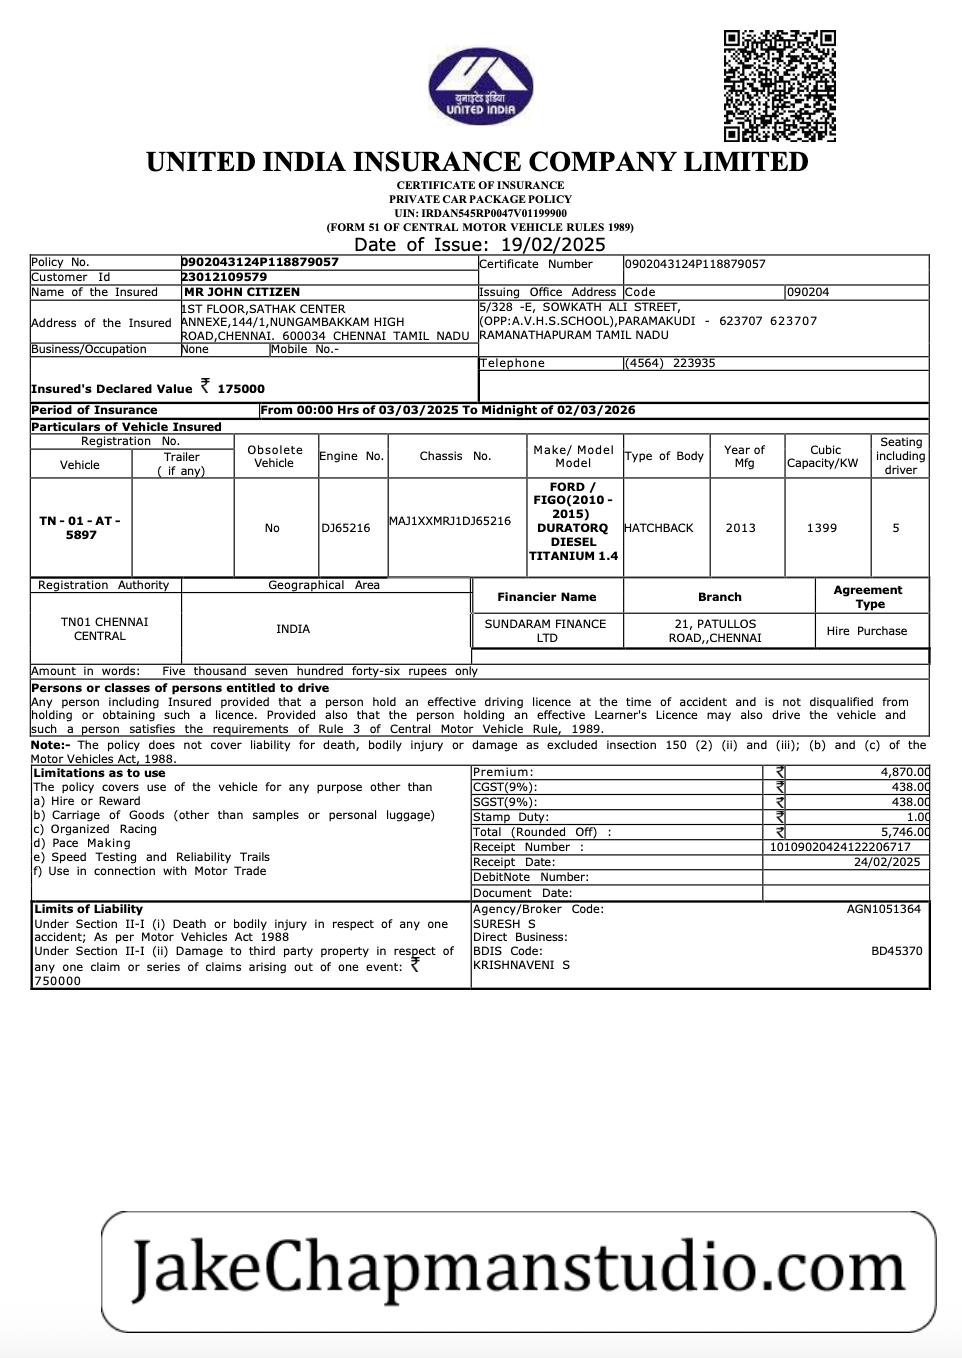 युनाइटेड इंडिया
UNITED INDIA
UNITED INDIA INSURANCE COMPANY LIMITED
CERTIFICATE OF INSURANCE
PRIVATE CAR PACKAGE POLICY
UIN: IRDAN545RP0047V01199900
(FORM 51 OF CENTRAL MOTOR VEHICLE RULES 1989)
Date of Issue: 19/02/2025
Policy No. 0902043124P118879057 Certificate Number 0902043124P118879057
Customer Id 23012109579
Name of the Insured MR JOHN CITIZEN Issuing Office Address Code 090204
Address of the Insured
1ST FLOOR,SATHAK CENTER
ANNEXE,144/1,NUNGAMBAKKAM HIGH
ROAD,CHENNAI. 600034 CHENNAI TAMIL NADU
5/328 -E, SOWKATH ALI STREET,
(OPP:A.V.H.S.SCHOOL),PARAMAKUDI - 623707 623707
RAMANATHAPURAM TAMIL NADU
Business/Occupation None Mobile No.-
Telephone (4564) 223935
Insured's Declared Value ₹ 175000
Period of Insurance From 00:00 Hrs of 03/03/2025 To Midnight of 02/03/2026
Particulars of Vehicle Insured
Registration No.
Vehicle
Trailer
( if any)
Obsolete
Vehicle
Engine No.
Chassis No.
Make/ Model
Model
Type of Body
Year of
Mfg
Cubic
Capacity/KW
Seating
including
driver
TN - 01 - AT -
5897
No
DJ65216
MAJ1XXMRJ1DJ65216
FORD /
FIGO(2010 -
2015)
DURATORQ
DIESEL
TITANIUM 1.4
HATCHBACK
2013
1399
5
Registration Authority
Geographical Area
Financier Name
Branch
Agreement
Type
TN01 CHENNAI
CENTRAL
INDIA
SUNDARAM FINANCE
LTD
21, PATULLOS
ROAD,,CHENNAI
Hire Purchase
Amount in words: Five thousand seven hundred forty-six rupees only
Persons or classes of persons entitled to drive
Any person including Insured provided that a person hold an effective driving licence at the time of accident and is not disqualified from
holding or obtaining such a licence. Provided also that the person holding an effective Learner's Licence may also drive the vehicle and
such a person satisfies the requirements of Rule 3 of Central Motor Vehicle Rule, 1989.
Note:- The policy does not cover liability for death, bodily injury or damage as excluded insection 150 (2) (ii) and (iii); (b) and (c) of the
Motor Vehicles Act, 1988.
Limitations as to use
The policy covers use of the vehicle for any purpose other than
a) Hire or Reward
b) Carriage of Goods (other than samples or personal luggage)
c) Organized Racing
d) Pace Making
e) Speed Testing and Reliability Trails
f) Use in connection with Motor Trade
Premium: ₹ 4,870.00
CGST(9%): ₹ 438.00
SGST(9%): ₹ 438.00
Stamp Duty: ₹ 1.00
Total (Rounded Off) : ₹ 5,746.00
Receipt Number : 10109020424122206717
Receipt Date: 24/02/2025
DebitNote Number:
Document Date:
Limits of Liability
Under Section II-I (i) Death or bodily injury in respect of any one
accident; As per Motor Vehicles Act 1988
Under Section II-I (ii) Damage to third party property in respect of
any one claim or series of claims arising out of one event: ₹
750000
Agency/Broker Code: AGN1051364
SURESH S
Direct Business:
BDIS Code: BD45370
KRISHNAVENI S
JakeChapmanstudio.com